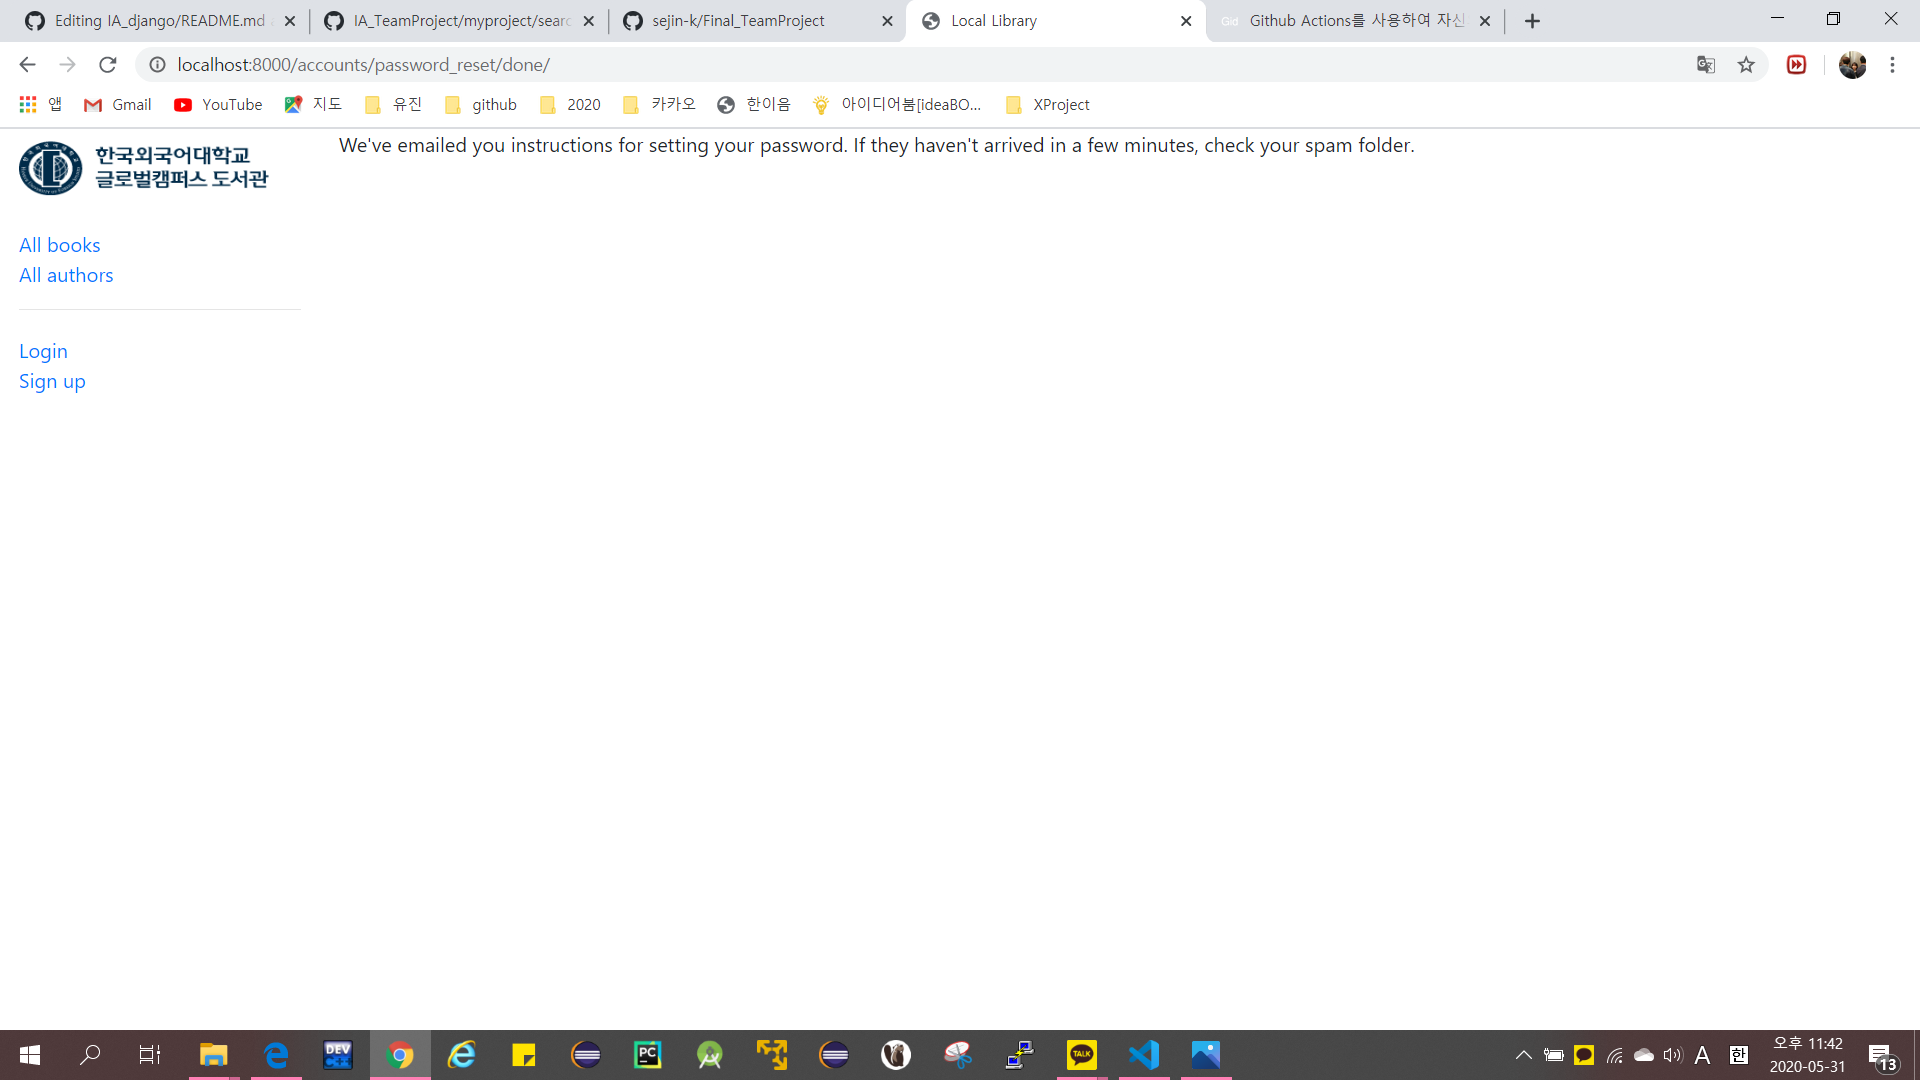 Editing IA_django/README.md
IA_TeamProject/myproject/searc
sejin-k/Final_TeamProject
Local Library
Gid
Github Actions를 사용하여 자신
localhost:8000/accounts/password_reset/done/
앱
Gmail
YouTube
지도
유진
github
2020
카카오
한이음
아이디어봄[ideaBO...
XProject
한국외국어대학교
글로벌캠퍼스 도서관
We've emailed you instructions for setting your password. If they haven't arrived in a few minutes, check your spam folder.
All books
All authors
Login
Sign up
DEV
C++
PC
TALK
A
한
오후 11:42
2020-05-31
13